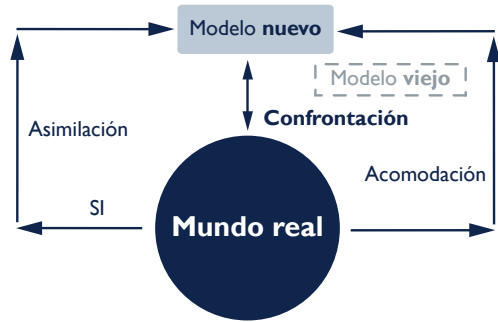 Modelo nuevo
Modelo viejo
Confrontación
Asimilación
Acomodación
SI
Mundo real